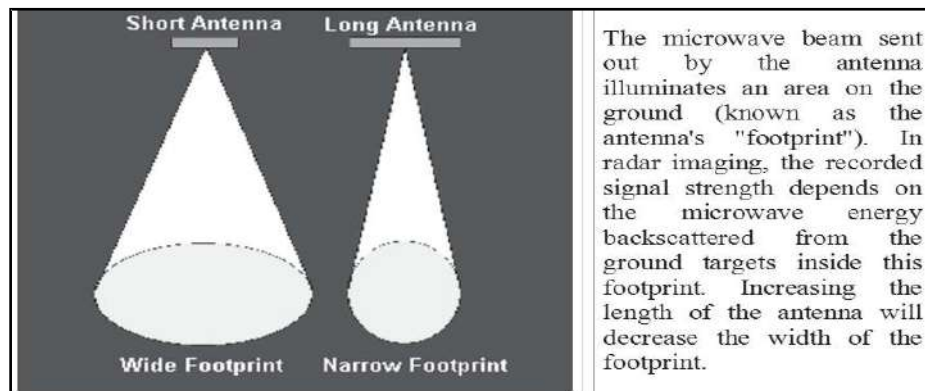 Short Antenna Long Antenna
Wide Footprint Narrow Footprint
The microwave beam sent
out by the antenna
illuminates an area on the
ground (known as the
antenna's "footprint"). In
radar imaging, the recorded
signal strength depends on
the microwave energy
backscattered from the
ground targets inside this
footprint. Increasing the
length of the antenna will
decrease the width of the
footprint.